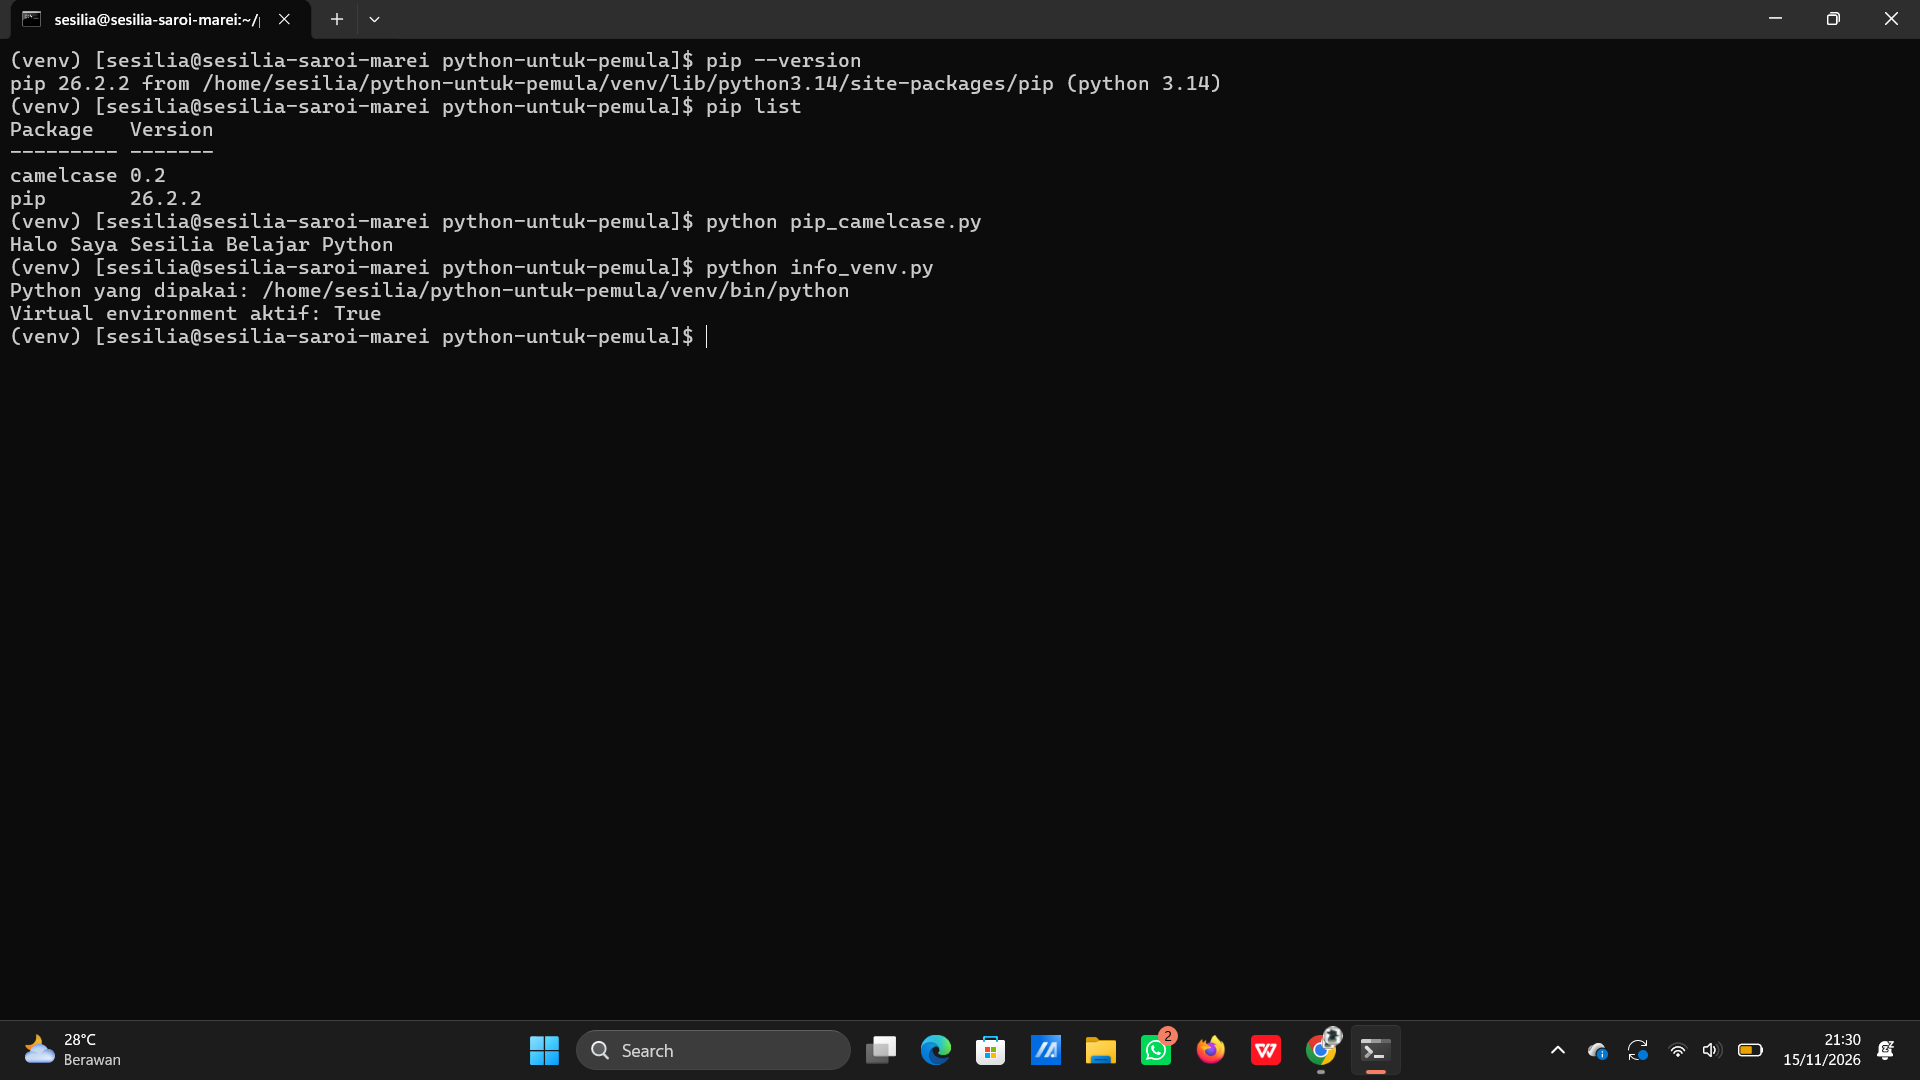 sesilia@sesilia-saroi-marei:~/
(venv) [sesilia@sesilia-saroi-marei python-untuk-pemula]$ pip --version
pip 26.2.2 from /home/sesilia/python-untuk-pemula/venv/lib/python3.14/site-packages/pip (python 3.14)
(venv) [sesilia@sesilia-saroi-marei python-untuk-pemula]$ pip list
Package   Version
--------- -------
camelcase 0.2
pip       26.2.2
(venv) [sesilia@sesilia-saroi-marei python-untuk-pemula]$ python pip_camelcase.py
Halo Saya Sesilia Belajar Python
(venv) [sesilia@sesilia-saroi-marei python-untuk-pemula]$ python info_venv.py
Python yang dipakai: /home/sesilia/python-untuk-pemula/venv/bin/python
Virtual environment aktif: True
(venv) [sesilia@sesilia-saroi-marei python-untuk-pemula]$
28°C
Berawan
Search
2
21:30
15/11/2026